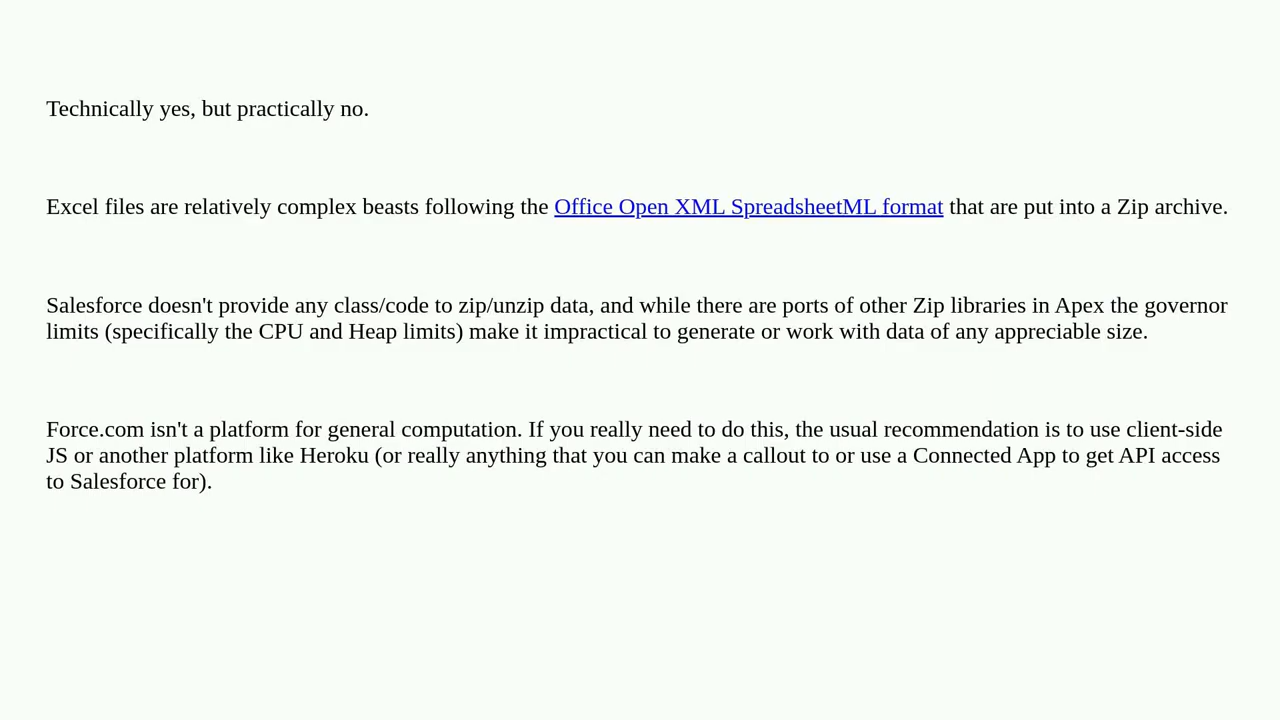 Technically yes, but practically no.
Excel files are relatively complex beasts following the Office Open XML SpreadsheetML format that are put into a Zip archive.
Salesforce doesn't provide any class/code to zip/unzip data, and while there are ports of other Zip libraries in Apex the governor
limits (specifically the CPU and Heap limits) make it impractical to generate or work with data of any appreciable size.
Force.com isn't a platform for general computation. If you really need to do this, the usual recommendation is to use client-side
JS or another platform like Heroku (or really anything that you can make a callout to or use a Connected App to get API access
to Salesforce for).